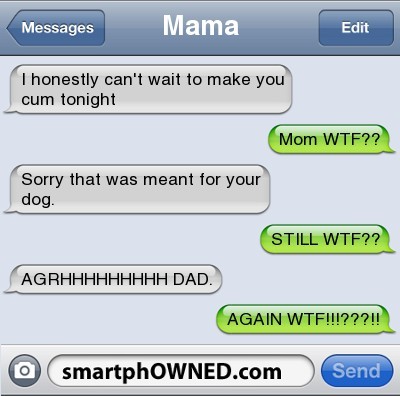 Messages
Mama
Edit
I honestly can't wait to make you
cum tonight
Mom WTF??
Sorry that was meant for your
dog.
STILL WTF??
AGRHHHHHHHHH DAD.
AGAIN WTF!!!???!!
smartphOWNED.com
Send